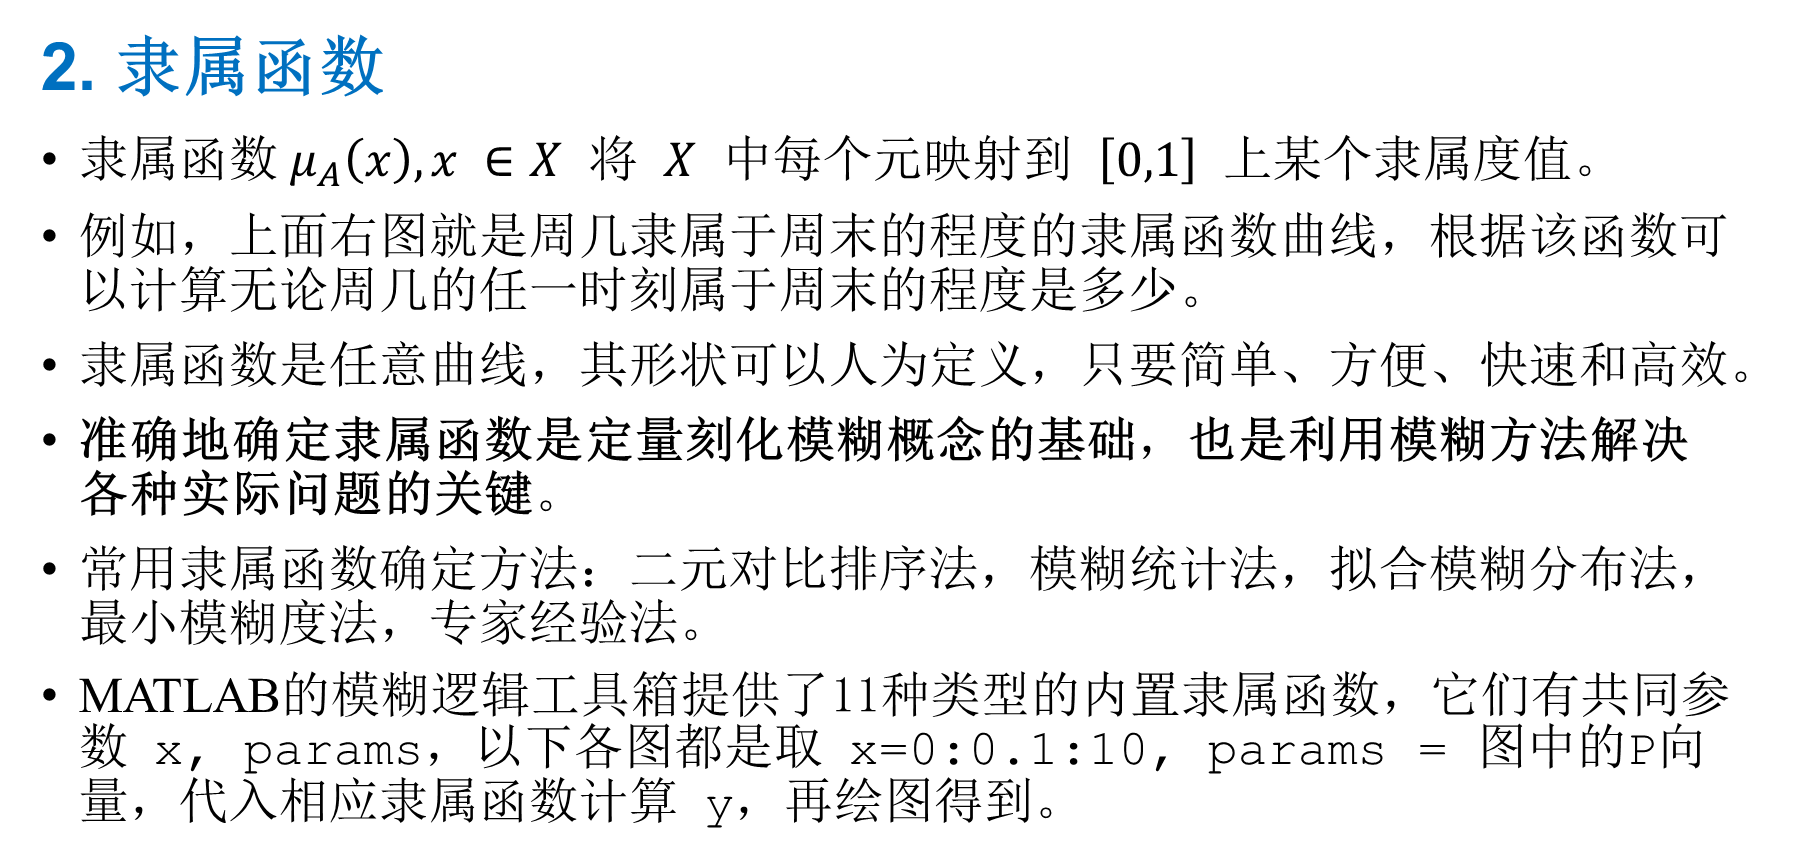 2. 隶属函数
• 隶属函数 μ_A(x), x ∈ X 将 X 中每个元映射到 [0,1] 上某个隶属度值。
• 例如，上面右图就是周几隶属于周末的程度的隶属函数曲线，根据该函数可
以计算无论周几的任一时刻属于周末的程度是多少。
• 隶属函数是任意曲线，其形状可以人为定义，只要简单、方便、快速和高效。
• 准确地确定隶属函数是定量刻化模糊概念的基础，也是利用模糊方法解决
各种实际问题的关键。
• 常用隶属函数确定方法：二元对比排序法，模糊统计法，拟合模糊分布法，
最小模糊度法，专家经验法。
• MATLAB的模糊逻辑工具箱提供了11种类型的内置隶属函数，它们有共同参
数 x, params，以下各图都是取 x=0:0.1:10, params = 图中的P向
量，代入相应隶属函数计算 y，再绘图得到。